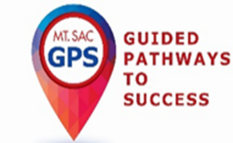 MT. SAC
GPS
GUIDED
PATHWAYS
TO
SUCCESS